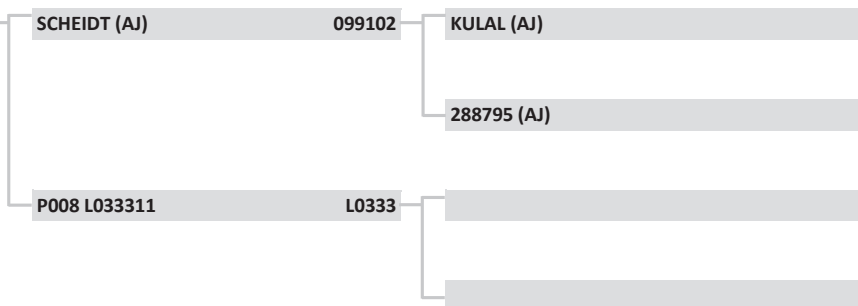 SCHEIDT (AJ) 099102 KULAL (AJ)
288795 (AJ)
P008 L033311 L0333